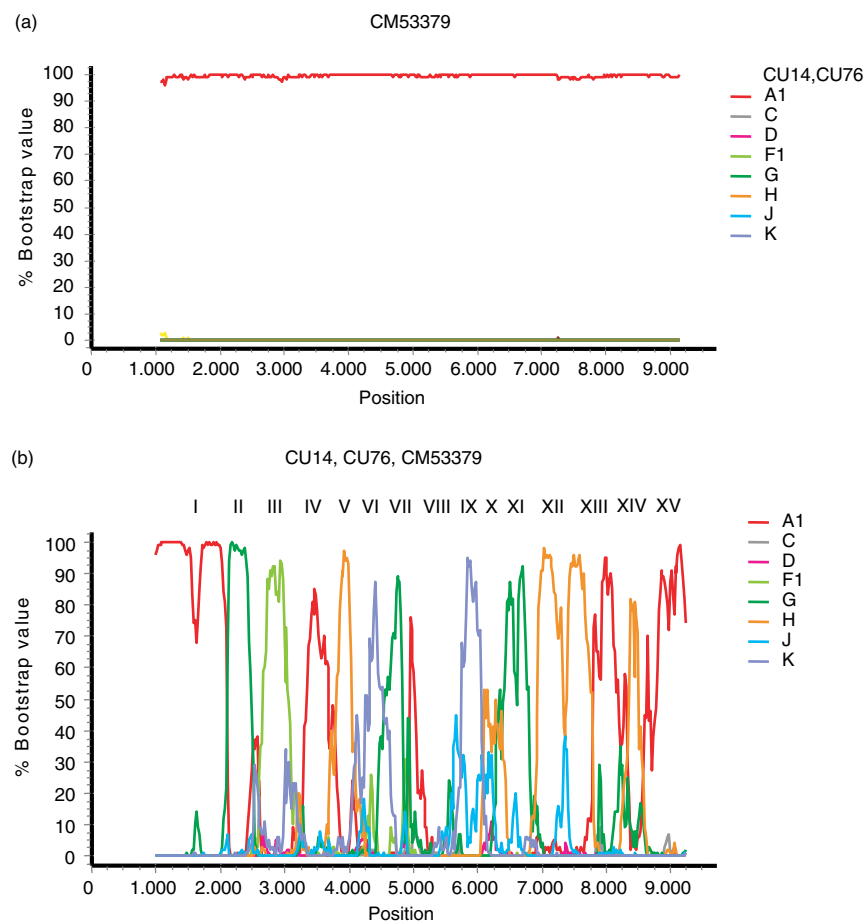 (a)
CM53379
% Bootstrap value
100
90
80
70
60
50
40
30
20
10
0
0 1.000 2.000 3.000 4.000 5.000 6.000 7.000 8.000 9.000
Position
CU14,CU76
A1
C
D
F1
G
H
J
K
(b)
CU14, CU76, CM53379
I II III IV V VI VII VIII IX X XI XII XIII XIV XV
% Bootstrap value
100
90
80
70
60
50
40
30
20
10
0
0 1.000 2.000 3.000 4.000 5.000 6.000 7.000 8.000 9.000
Position
A1
C
D
F1
G
H
J
K